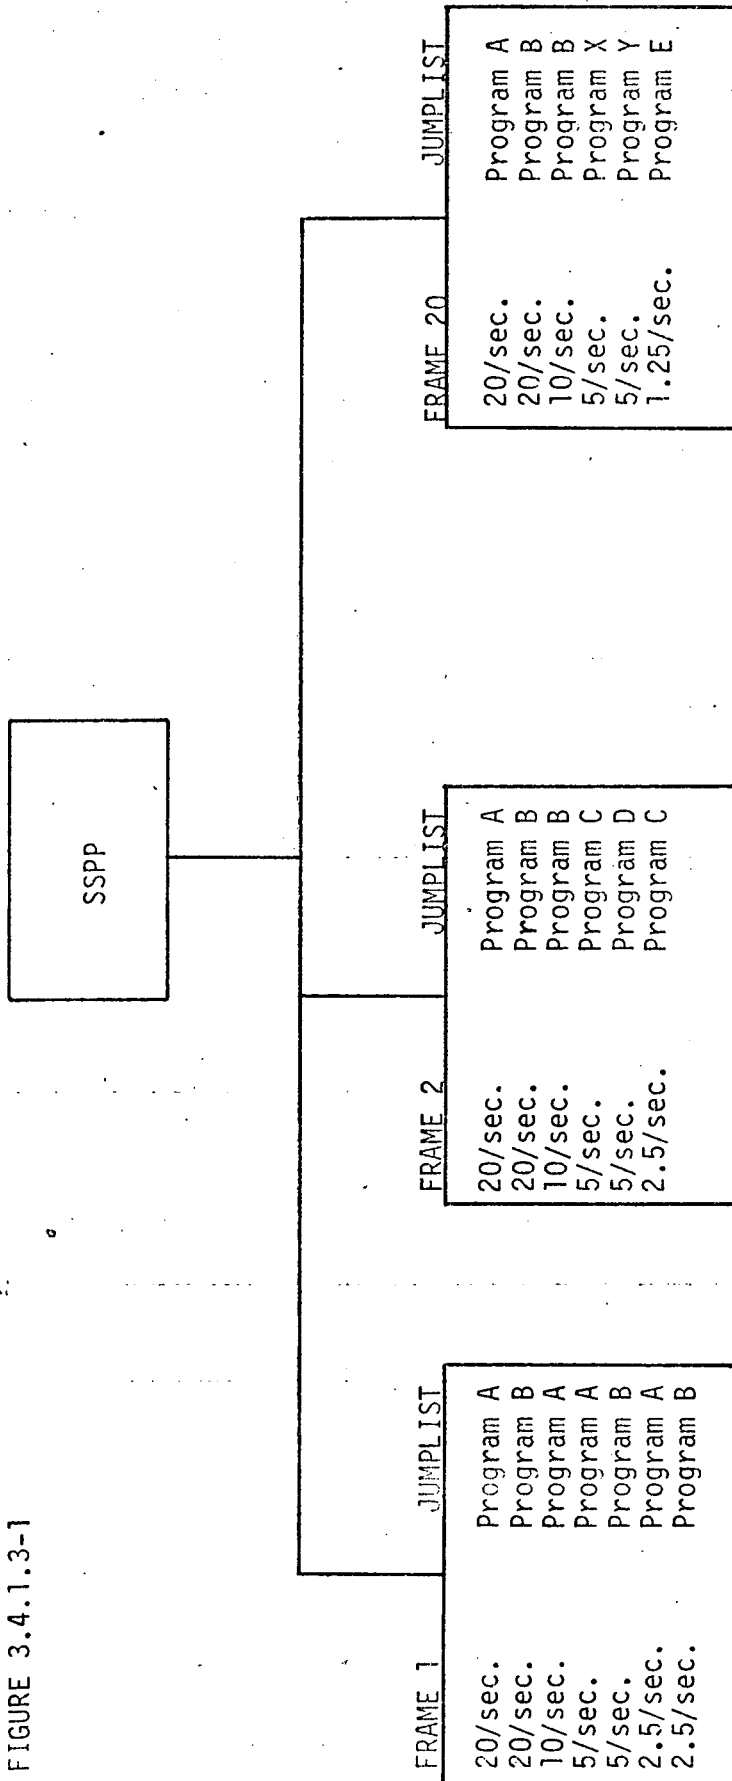 FIGURE 3.4.1.3-1
SSPP
FRAME 1 JUMPLIST
20/sec. Program A
20/sec. Program B
10/sec. Program A
5/sec. Program A
5/sec. Program B
2.5/sec. Program A
2.5/sec. Program B
FRAME 2 JUMPLIST
20/sec. Program A
20/sec. Program B
10/sec. Program B
5/sec. Program C
5/sec. Program D
2.5/sec. Program C
FRAME 20 JUMPLIST
20/sec. Program A
20/sec. Program B
10/sec. Program B
5/sec. Program X
5/sec. Program Y
1.25/sec. Program E